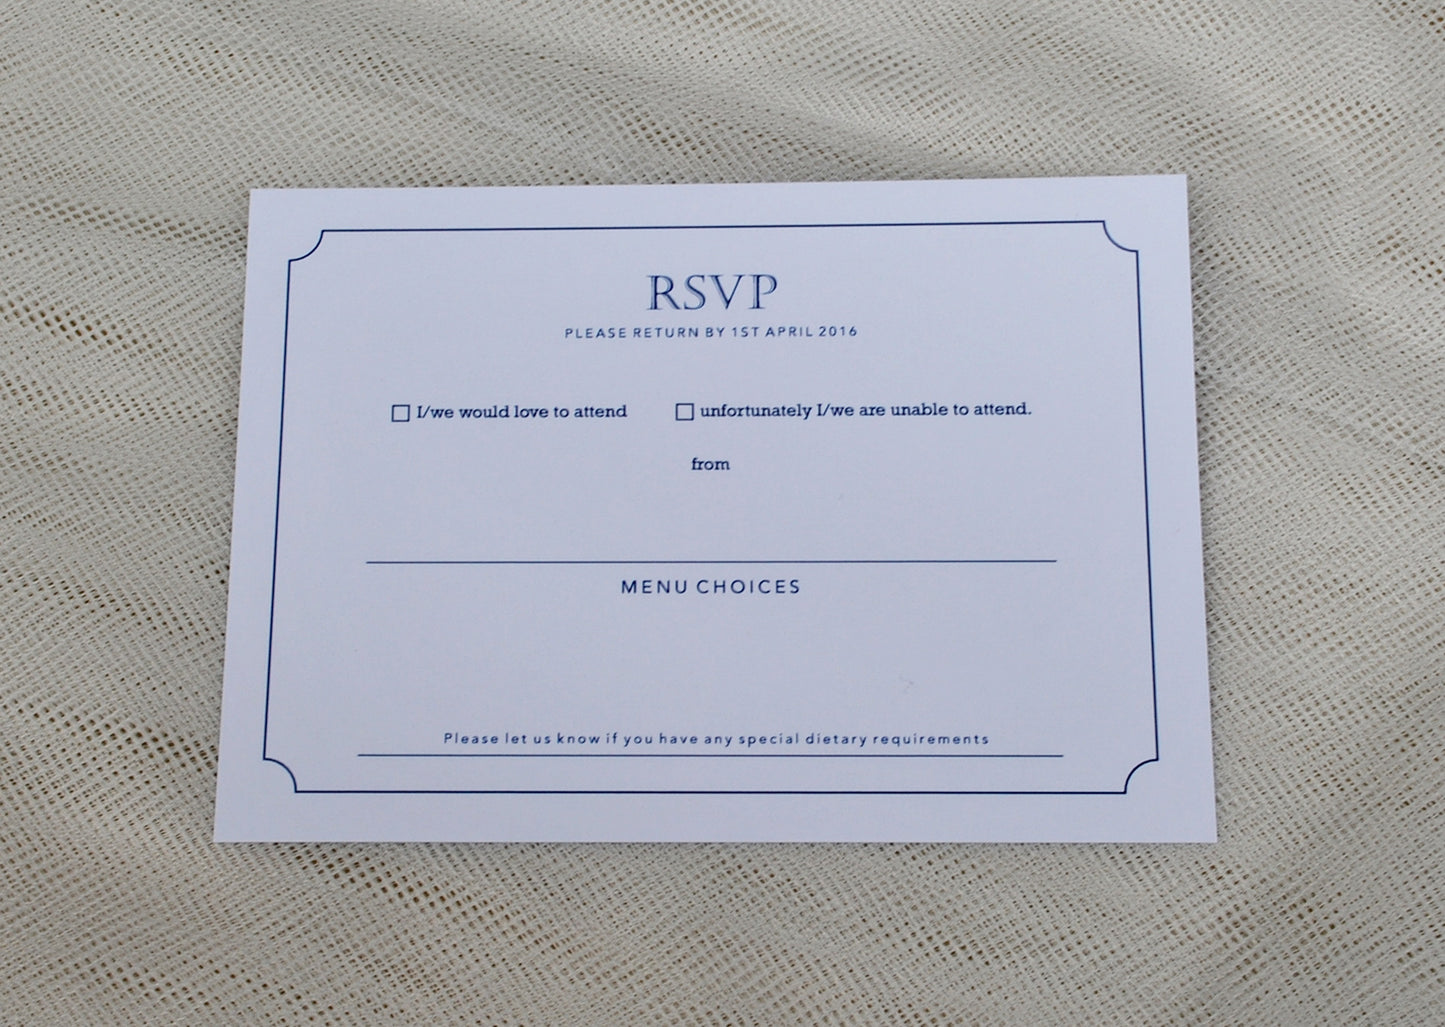 RSVP
PLEASE RETURN BY 1ST APRIL 2016
I/we would love to attend unfortunately I/we are unable to attend.
from
MENU CHOICES
Please let us know if you have any special dietary requirements